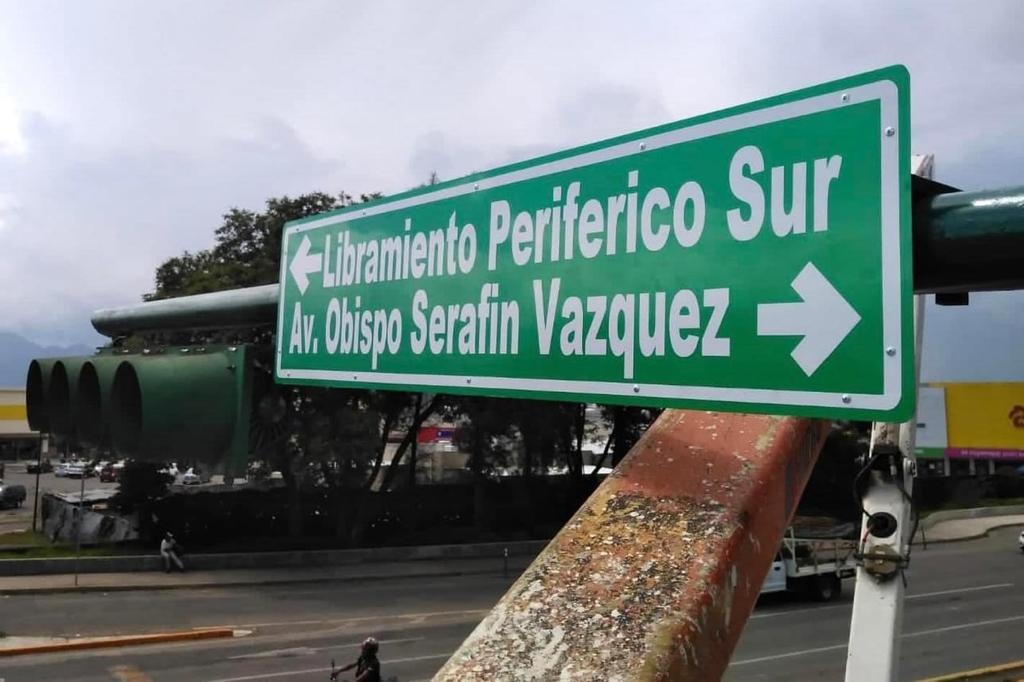 Libramiento Periferico Sur
Av. Obispo Serafin Vazquez